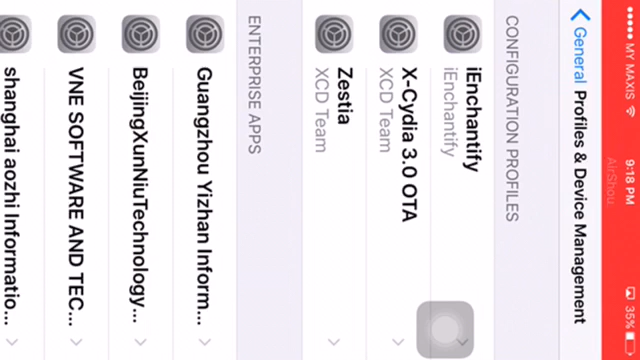 MY MAXIS 9:18 PM 35%
AirShou
General Profiles & Device Management
CONFIGURATION PROFILES
iEnchantify
iEnchantify
X-Cydia 3.0 OTA
XCD Team
Zestia
XCD Team
ENTERPRISE APPS
Guangzhou Yizhan Inform...
BeijingXunNiuTechnology...
VNE SOFTWARE AND TEC...
shanghai aozhi Informatio...